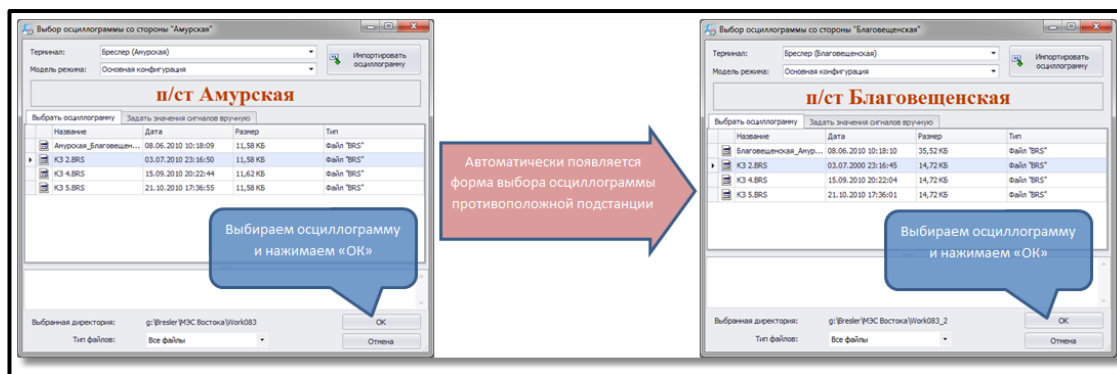 Выбор осциллограммы со стороны "Амурская"
Терминал: Бреслер (Амурская)
Модель режима: Основная конфигурация
Импортировать осциллограмму
п/ст Амурская
Выбрать осциллограмму Задать значения сигналов вручную
Название Дата Размер Тип
Амурская_Благовещен... 08.06.2010 10:18:09 11,58 КБ Файл "BRS"
КЗ 2.BRS 03.07.2010 23:16:50 11,58 КБ Файл "BRS"
КЗ 4.BRS 15.09.2010 20:22:44 11,62 КБ Файл "BRS"
КЗ 5.BRS 21.10.2010 17:36:55 11,58 КБ Файл "BRS"
Выбираем осциллограмму
и нажимаем «ОК»
Выбранная директория: g:\Bresler\МЭС Востока\Work083
ОК
Тип файлов: Все файлы
Отмена
Автоматически появляется
форма выбора осциллограммы
противоположной подстанции
Выбор осциллограммы со стороны "Благовещенская"
Терминал: Бреслер (Благовещенская)
Модель режима: Основная конфигурация
Импортировать осциллограмму
п/ст Благовещенская
Выбрать осциллограмму Задать значения сигналов вручную
Название Дата Размер Тип
Благовещенская_Амур... 08.06.2010 10:18:10 35,52 КБ Файл "BRS"
КЗ 2.BRS 03.07.2000 23:16:45 14,72 КБ Файл "BRS"
КЗ 4.BRS 15.09.2010 20:22:04 14,72 КБ Файл "BRS"
КЗ 5.BRS 21.10.2010 17:36:01 14,72 КБ Файл "BRS"
Выбираем осциллограмму
и нажимаем «ОК»
Выбранная директория: g:\Bresler\МЭС Востока\Work083_2
ОК
Тип файлов: Все файлы
Отмена